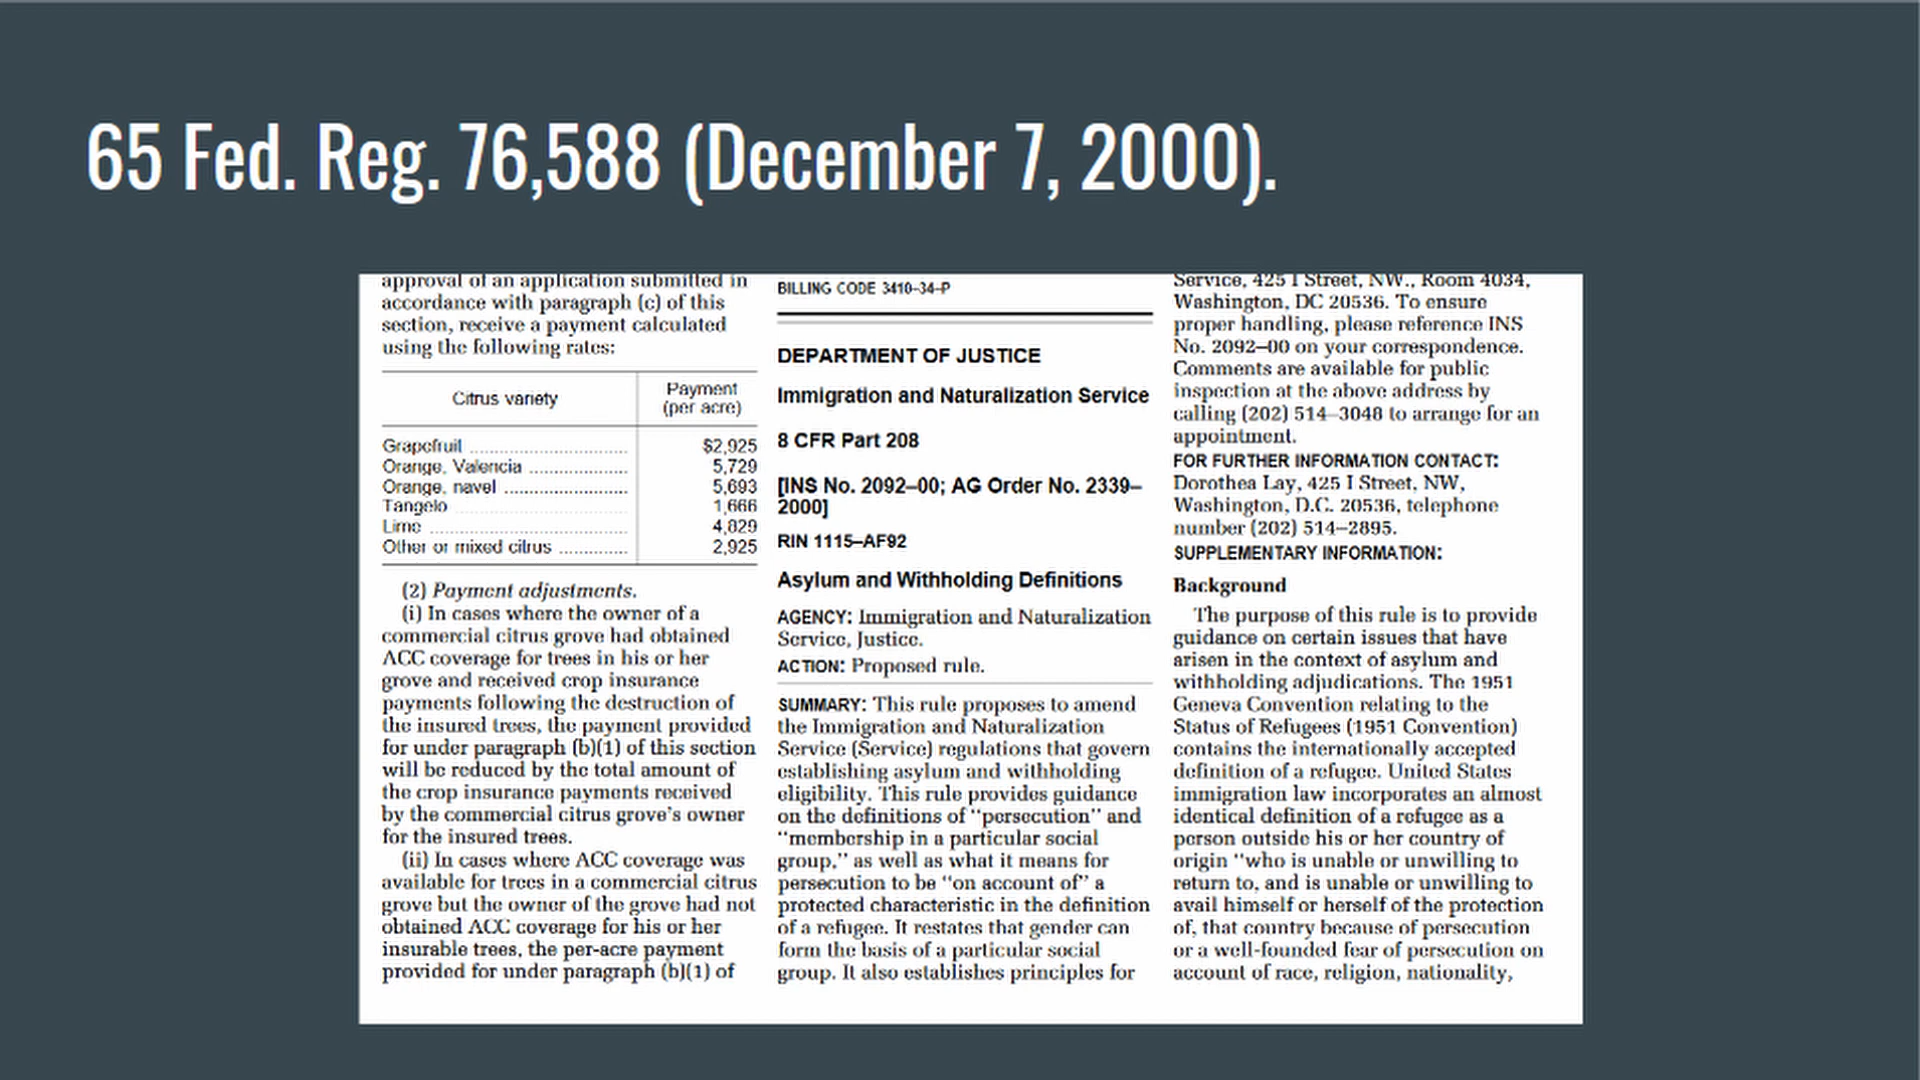 65 Fed. Reg. 76,588 (December 7, 2000).
approval of an application submitted in
accordance with paragraph (c) of this
section, receive a payment calculated
using the following rates:
Citrus variety Payment
(per acre)
Grapefruit ............................ $2,925
Orange, Valencia ................. 5,729
Orange, navel ..................... 5,693
Tangelo ............................. 1,666
Lime .................................. 4,829
Other or mixed citrus ............ 2,925
(2) Payment adjustments.
(i) In cases where the owner of a
commercial citrus grove had obtained
ACC coverage for trees in his or her
grove and received crop insurance
payments following the destruction of
the insured trees, the payment provided
for under paragraph (b)(1) of this section
will be reduced by the total amount of
the crop insurance payments received
by the commercial citrus grove's owner
for the insured trees.
(ii) In cases where ACC coverage was
available for trees in a commercial citrus
grove but the owner of the grove had not
obtained ACC coverage for his or her
insurable trees, the per-acre payment
provided for under paragraph (b)(1) of
BILLING CODE 3410–34–P
DEPARTMENT OF JUSTICE
Immigration and Naturalization Service
8 CFR Part 208
[INS No. 2092–00; AG Order No. 2339–
2000]
RIN 1115–AF92
Asylum and Withholding Definitions
AGENCY: Immigration and Naturalization
Service, Justice.
ACTION: Proposed rule.
SUMMARY: This rule proposes to amend
the Immigration and Naturalization
Service (Service) regulations that govern
establishing asylum and withholding
eligibility. This rule provides guidance
on the definitions of "persecution" and
"membership in a particular social
group," as well as what it means for
persecution to be "on account of" a
protected characteristic in the definition
of a refugee. It restates that gender can
form the basis of a particular social
group. It also establishes principles for
Service, 425 I Street, NW., Room 4034,
Washington, DC 20536. To ensure
proper handling, please reference INS
No. 2092–00 on your correspondence.
Comments are available for public
inspection at the above address by
calling (202) 514–3048 to arrange for an
appointment.
FOR FURTHER INFORMATION CONTACT:
Dorothea Lay, 425 I Street, NW,
Washington, D.C. 20536, telephone
number (202) 514–2895.
SUPPLEMENTARY INFORMATION:
Background
The purpose of this rule is to provide
guidance on certain issues that have
arisen in the context of asylum and
withholding adjudications. The 1951
Geneva Convention relating to the
Status of Refugees (1951 Convention)
contains the internationally accepted
definition of a refugee. United States
immigration law incorporates an almost
identical definition of a refugee as a
person outside his or her country of
origin "who is unable or unwilling to
return to, and is unable or unwilling to
avail himself or herself of the protection
of, that country because of persecution
or a well-founded fear of persecution on
account of race, religion, nationality,